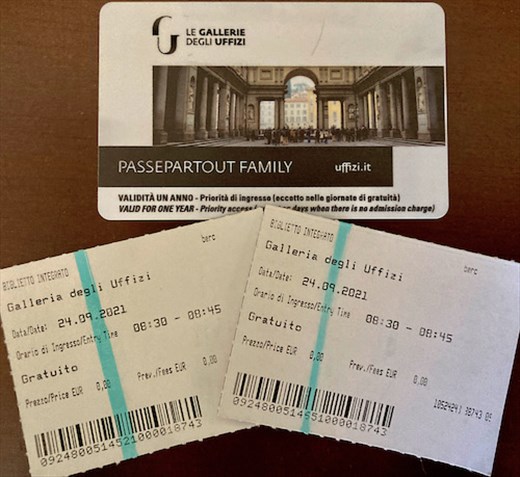 LE GALLERIE
DEGLI UFFIZI
PASSEPARTOUT FAMILY
uffizi.it
VALIDITÀ UN ANNO - Priorità di ingresso (eccetto nelle giornate di gratuità)
VALID FOR ONE YEAR - Priority access days when there is no admission charge)
BIGLIETTO INTEGRATO
berc
Galleria degli Uffizi
Data/Date: 24.09.2021
Orario di Ingresso/Entry Time 08:30 - 08:45
Gratuito
Prezzo/Price EUR 0,00 Prev./Fees EUR 0,00
BIGLIETTO INTEGRATO
berc
Galleria degli Uffizi
Data/Date: 24.09.2021
Orario di Ingresso/Entry Time 08:30 - 08:45
Gratuito
Prezzo/Price EUR 0,00 Prev./Fees EUR 0,00